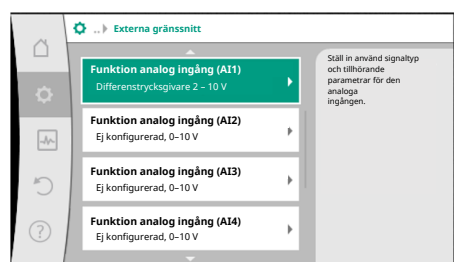 .. Externa gränssnitt
Funktion analog ingång (AI1)
Differenstrycksgivare 2 – 10 V
Funktion analog ingång (AI2)
Ej konfigurerad, 0–10 V
Funktion analog ingång (AI3)
Ej konfigurerad, 0–10 V
Funktion analog ingång (AI4)
Ej konfigurerad, 0–10 V
Ställ in använd signaltyp
och tillhörande
parametrar för den
analoga
ingången.